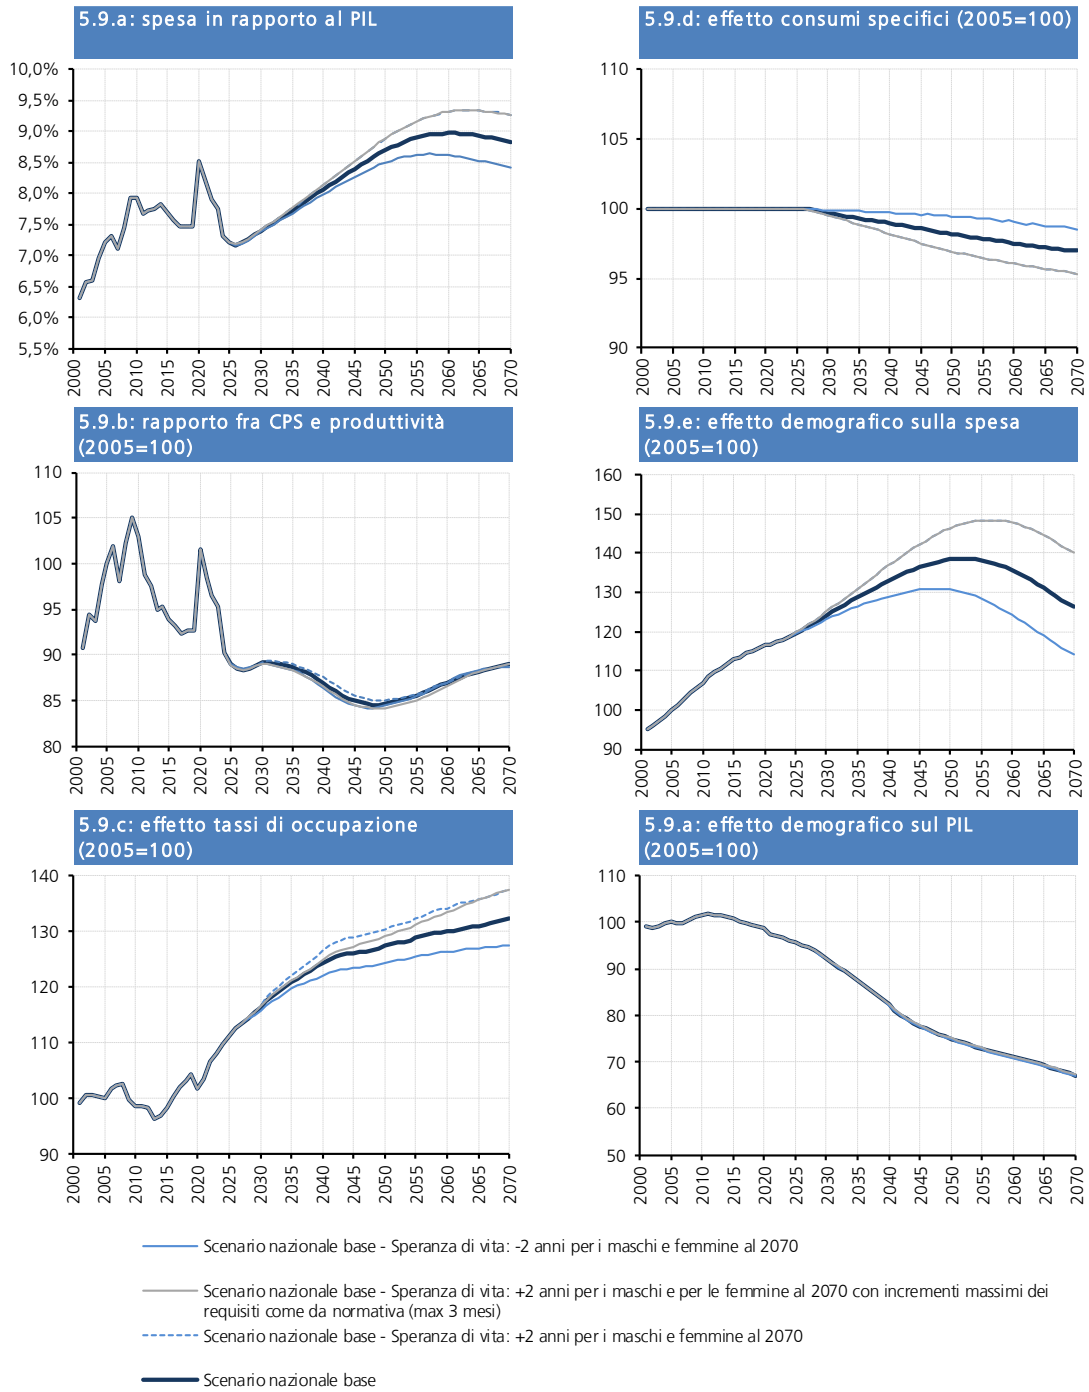 5.9.a: spesa in rapporto al PIL
10,0%
9,5%
9,0%
8,5%
8,0%
7,5%
7,0%
6,5%
6,0%
5,5%
2000 2005 2010 2015 2020 2025 2030 2035 2040 2045 2050 2055 2060 2065 2070
5.9.d: effetto consumi specifici (2005=100)
110
105
100
95
90
2000 2005 2010 2015 2020 2025 2030 2035 2040 2045 2050 2055 2060 2065 2070
5.9.b: rapporto fra CPS e produttività
(2005=100)
110
105
100
95
90
85
80
2000 2005 2010 2015 2020 2025 2030 2035 2040 2045 2050 2055 2060 2065 2070
5.9.e: effetto demografico sulla spesa
(2005=100)
160
150
140
130
120
110
100
90
2000 2005 2010 2015 2020 2025 2030 2035 2040 2045 2050 2055 2060 2065 2070
5.9.c: effetto tassi di occupazione
(2005=100)
140
130
120
110
100
90
2000 2005 2010 2015 2020 2025 2030 2035 2040 2045 2050 2055 2060 2065 2070
5.9.a: effetto demografico sul PIL
(2005=100)
110
100
90
80
70
60
50
2000 2005 2010 2015 2020 2025 2030 2035 2040 2045 2050 2055 2060 2065 2070
Scenario nazionale base - Speranza di vita: -2 anni per i maschi e femmine al 2070
Scenario nazionale base - Speranza di vita: +2 anni per i maschi e per le femmine al 2070 con incrementi massimi dei
requisiti come da normativa (max 3 mesi)
Scenario nazionale base - Speranza di vita: +2 anni per i maschi e femmine al 2070
Scenario nazionale base